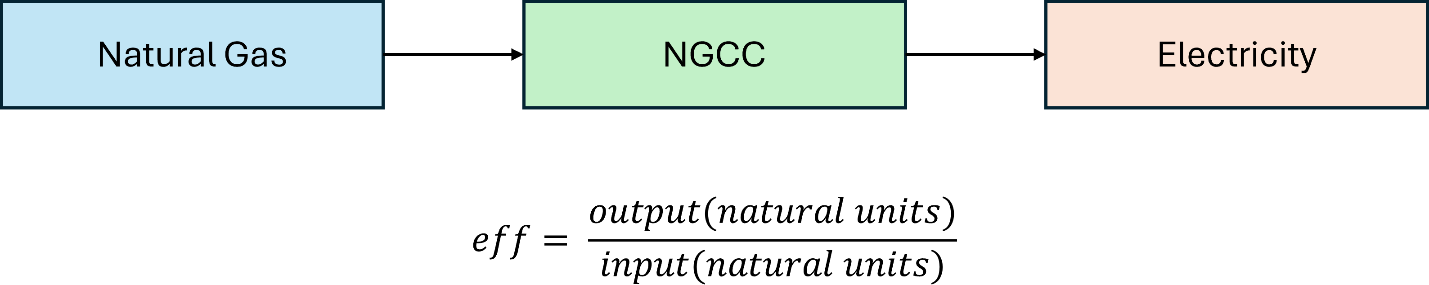 Natural Gas
NGCC
Electricity
eff = output(natural units) / input(natural units)